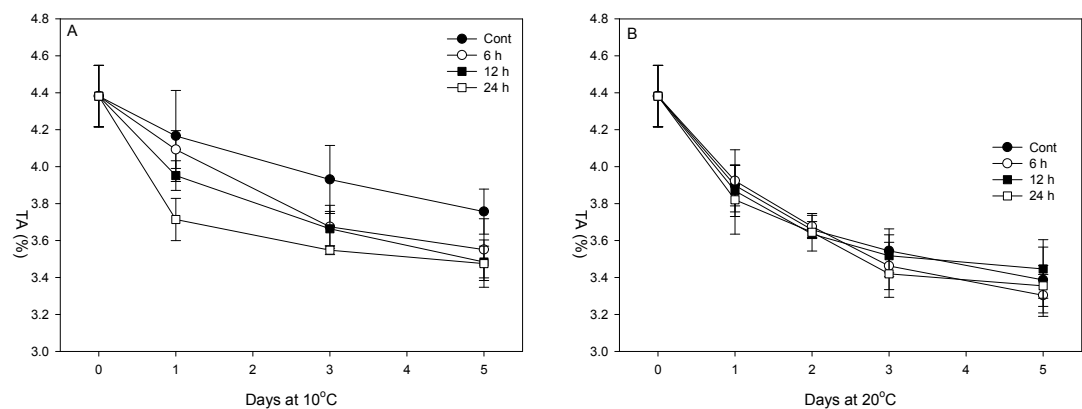 A
Cont
6 h
12 h
24 h
4.8
4.6
4.4
4.2
4.0
3.8
3.6
3.4
3.2
3.0
TA (%)
0 1 2 3 4 5
Days at 10°C
B
Cont
6 h
12 h
24 h
4.8
4.6
4.4
4.2
4.0
3.8
3.6
3.4
3.2
3.0
TA (%)
0 1 2 3 4 5
Days at 20°C